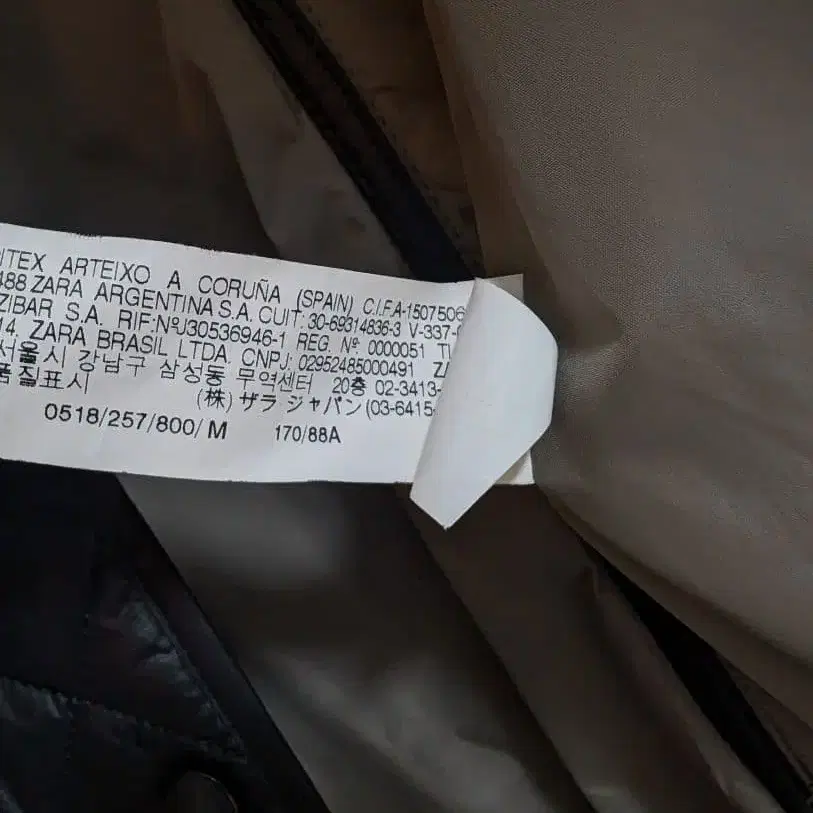 ITEX ARTEIXO A CORUÑA (SPAIN) C.I.F.A-1507506
488 ZARA ARGENTINA S.A. CUIT: 30-69314836-3 V-337-
ZIBAR S.A. RIF:NºJ30536946-1 REG. Nº 0000051
14. ZARA BRASIL LTDA. CNPJ: 02952485000491
서울시 강남구 삼성동 무역센터 20층 02-3413-
품질표시 (株) ザラ ジャパン (03-6415-
0518/257/800/ M 170/88A